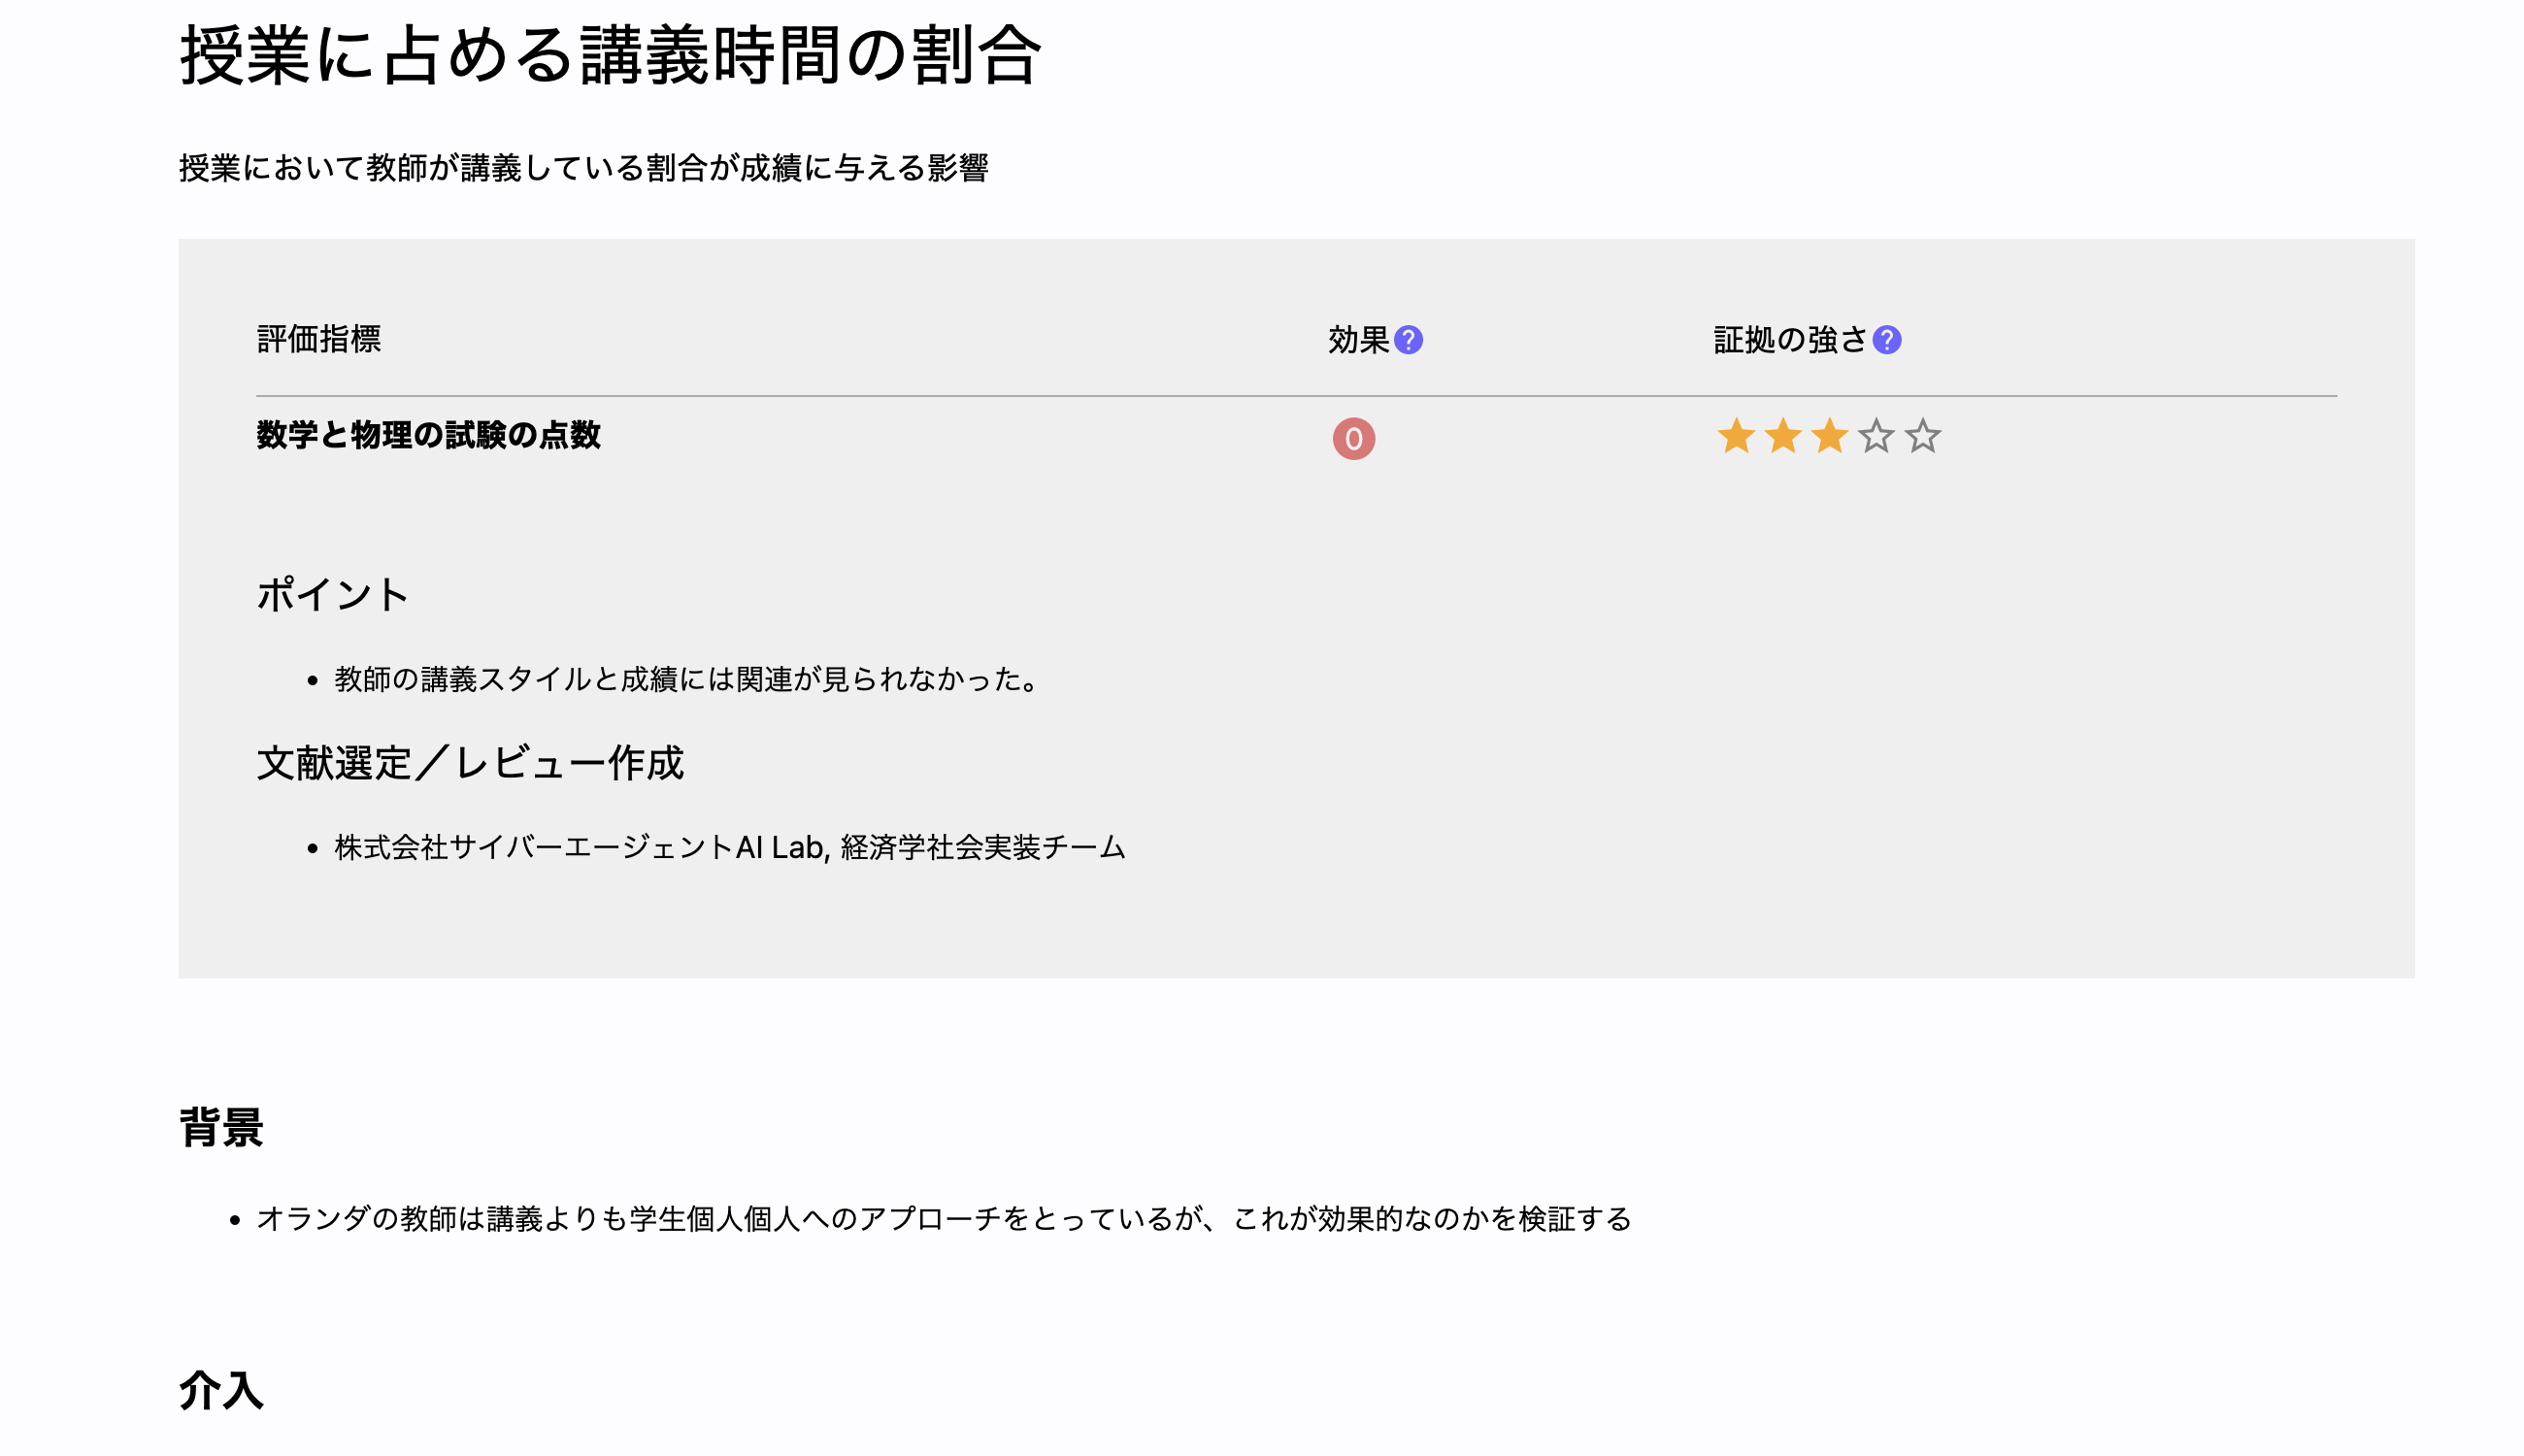 授業に占める講義時間の割合
授業において教師が講義している割合が成績に与える影響
評価指標 効果? 証拠の強さ?
数学と物理の試験の点数 0
ポイント
• 教師の講義スタイルと成績には関連が見られなかった。
文献選定／レビュー作成
• 株式会社サイバーエージェントAI Lab, 経済学社会実装チーム
背景
• オランダの教師は講義よりも学生個人個人へのアプローチをとっているが、これが効果的なのかを検証する
介入